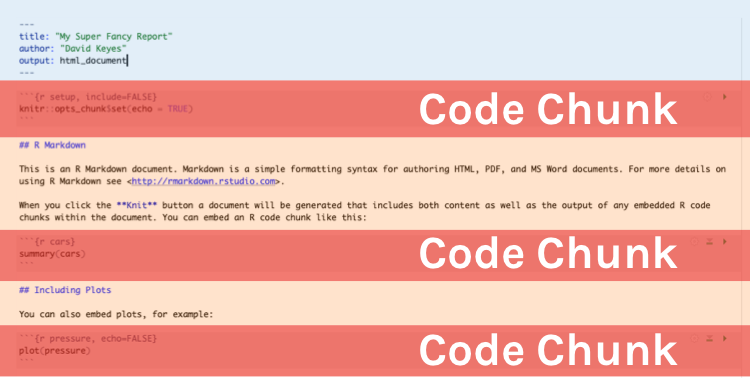 ---
title: "My Super Fancy Report"
author: "David Keyes"
output: html_document
---
```{r setup, include=FALSE}
knitr::opts_chunk$set(echo = TRUE)
```
Code Chunk
## R Markdown
This is an R Markdown document. Markdown is a simple formatting syntax for authoring HTML, PDF, and MS Word documents. For more details on
using R Markdown see <http://rmarkdown.rstudio.com>.
When you click the **Knit** button a document will be generated that includes both content as well as the output of any embedded R code
chunks within the document. You can embed an R code chunk like this:
```{r cars}
summary(cars)
```
Code Chunk
## Including Plots
You can also embed plots, for example:
```{r pressure, echo=FALSE}
plot(pressure)
```
Code Chunk